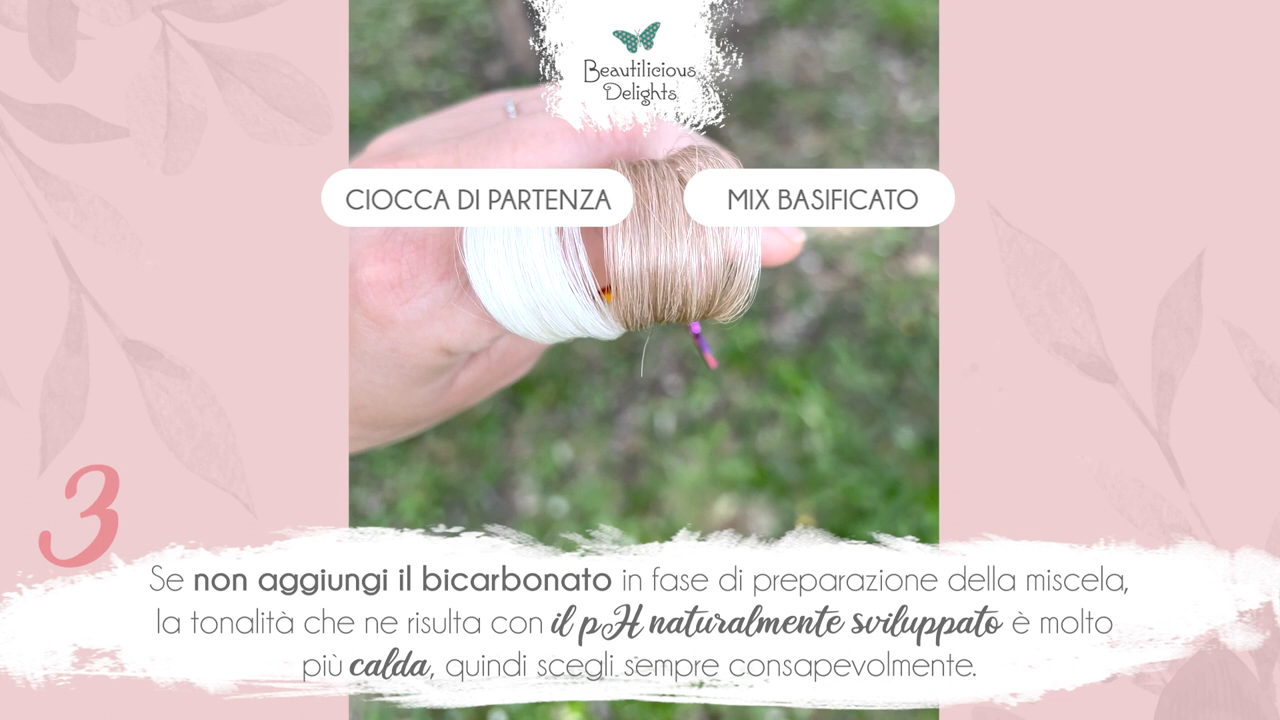 Beautilicious
Delights
CIOCCA DI PARTENZA
MIX BASIFICATO
3
Se non aggiungi il bicarbonato in fase di preparazione della miscela,
la tonalità che ne risulta con il pH naturalmente sviluppato è molto
più calda, quindi scegli sempre consapevolmente.